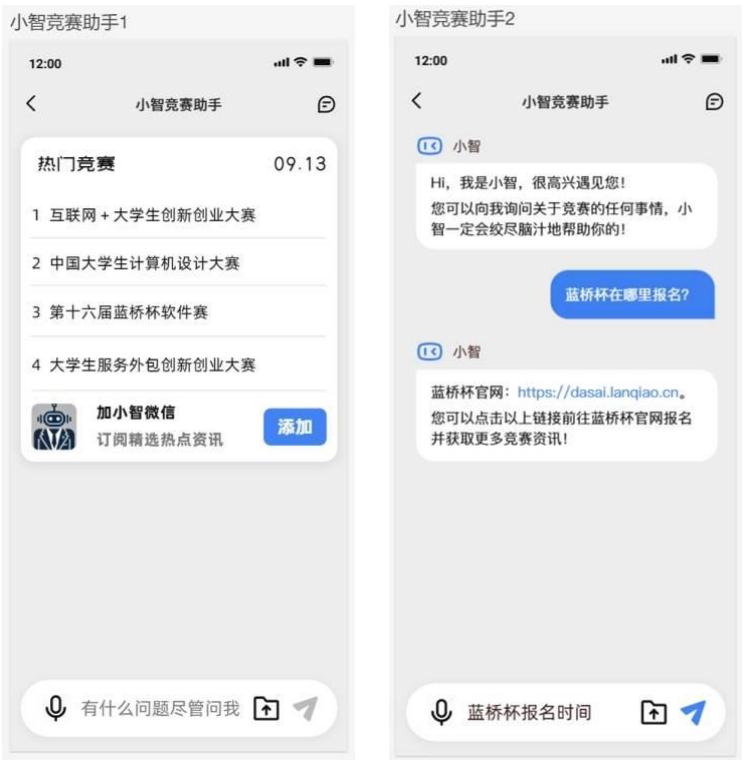 小智竞赛助手1
12:00
小智竞赛助手
热门竞赛 09.13
1 互联网+大学生创新创业大赛
2 中国大学生计算机设计大赛
3 第十六届蓝桥杯软件赛
4 大学生服务外包创新创业大赛
加小智微信
订阅精选热点资讯
添加
有什么问题尽管问我
小智竞赛助手2
12:00
小智竞赛助手
小智
Hi，我是小智，很高兴遇见您！
您可以向我询问关于竞赛的任何事情，小
智一定会绞尽脑汁地帮助你的！
蓝桥杯在哪里报名？
小智
蓝桥杯官网：https://dasai.lanqiao.cn。
您可以点击以上链接前往蓝桥杯官网报名
并获取更多竞赛资讯！
蓝桥杯报名时间